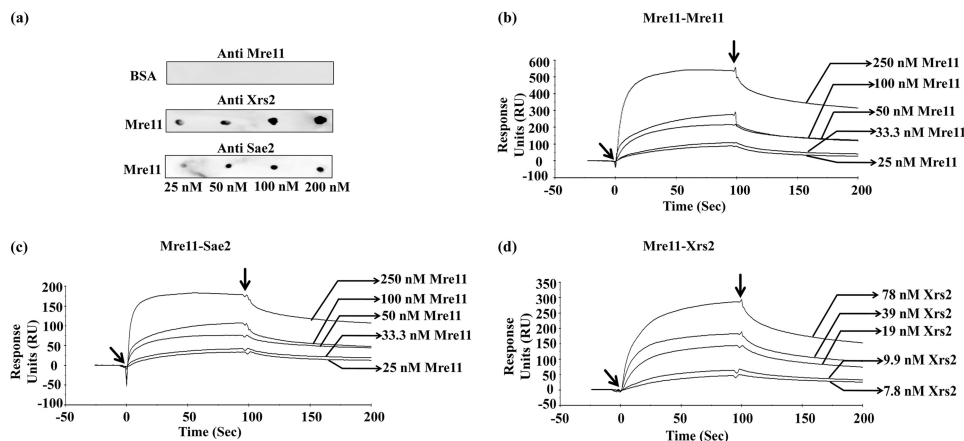 (a)
Anti Mre11
BSA
Anti Xrs2
Mre11
Anti Sae2
Mre11
25 nM 50 nM 100 nM 200 nM
(b)
Mre11-Mre11
Response
Units (RU)
600
500
400
300
200
100
0
-100
-50 0 50 100 150 200
Time (Sec)
250 nM Mre11
100 nM Mre11
50 nM Mre11
33.3 nM Mre11
25 nM Mre11
(c)
Mre11-Sae2
Response
Units (RU)
200
150
100
50
0
-50
-100
-50 0 50 100 150 200
Time (Sec)
250 nM Mre11
100 nM Mre11
50 nM Mre11
33.3 nM Mre11
25 nM Mre11
(d)
Mre11-Xrs2
Response
Units (RU)
350
300
250
200
150
100
50
0
-50
-50 0 50 100 150 200
Time (Sec)
78 nM Xrs2
39 nM Xrs2
19 nM Xrs2
9.9 nM Xrs2
7.8 nM Xrs2